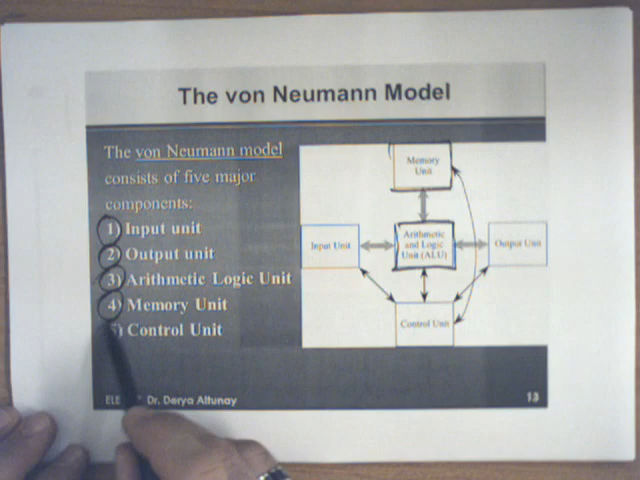 The von Neumann Model
The von Neumann model
consists of five major
components:
1) Input unit
2) Output unit
3) Arithmetic Logic Unit
4) Memory Unit
5) Control Unit
Memory
Unit
Input Unit
Arithmetic
and Logic
Unit (ALU)
Output Unit
Control Unit
Dr. Derya Altunay
13